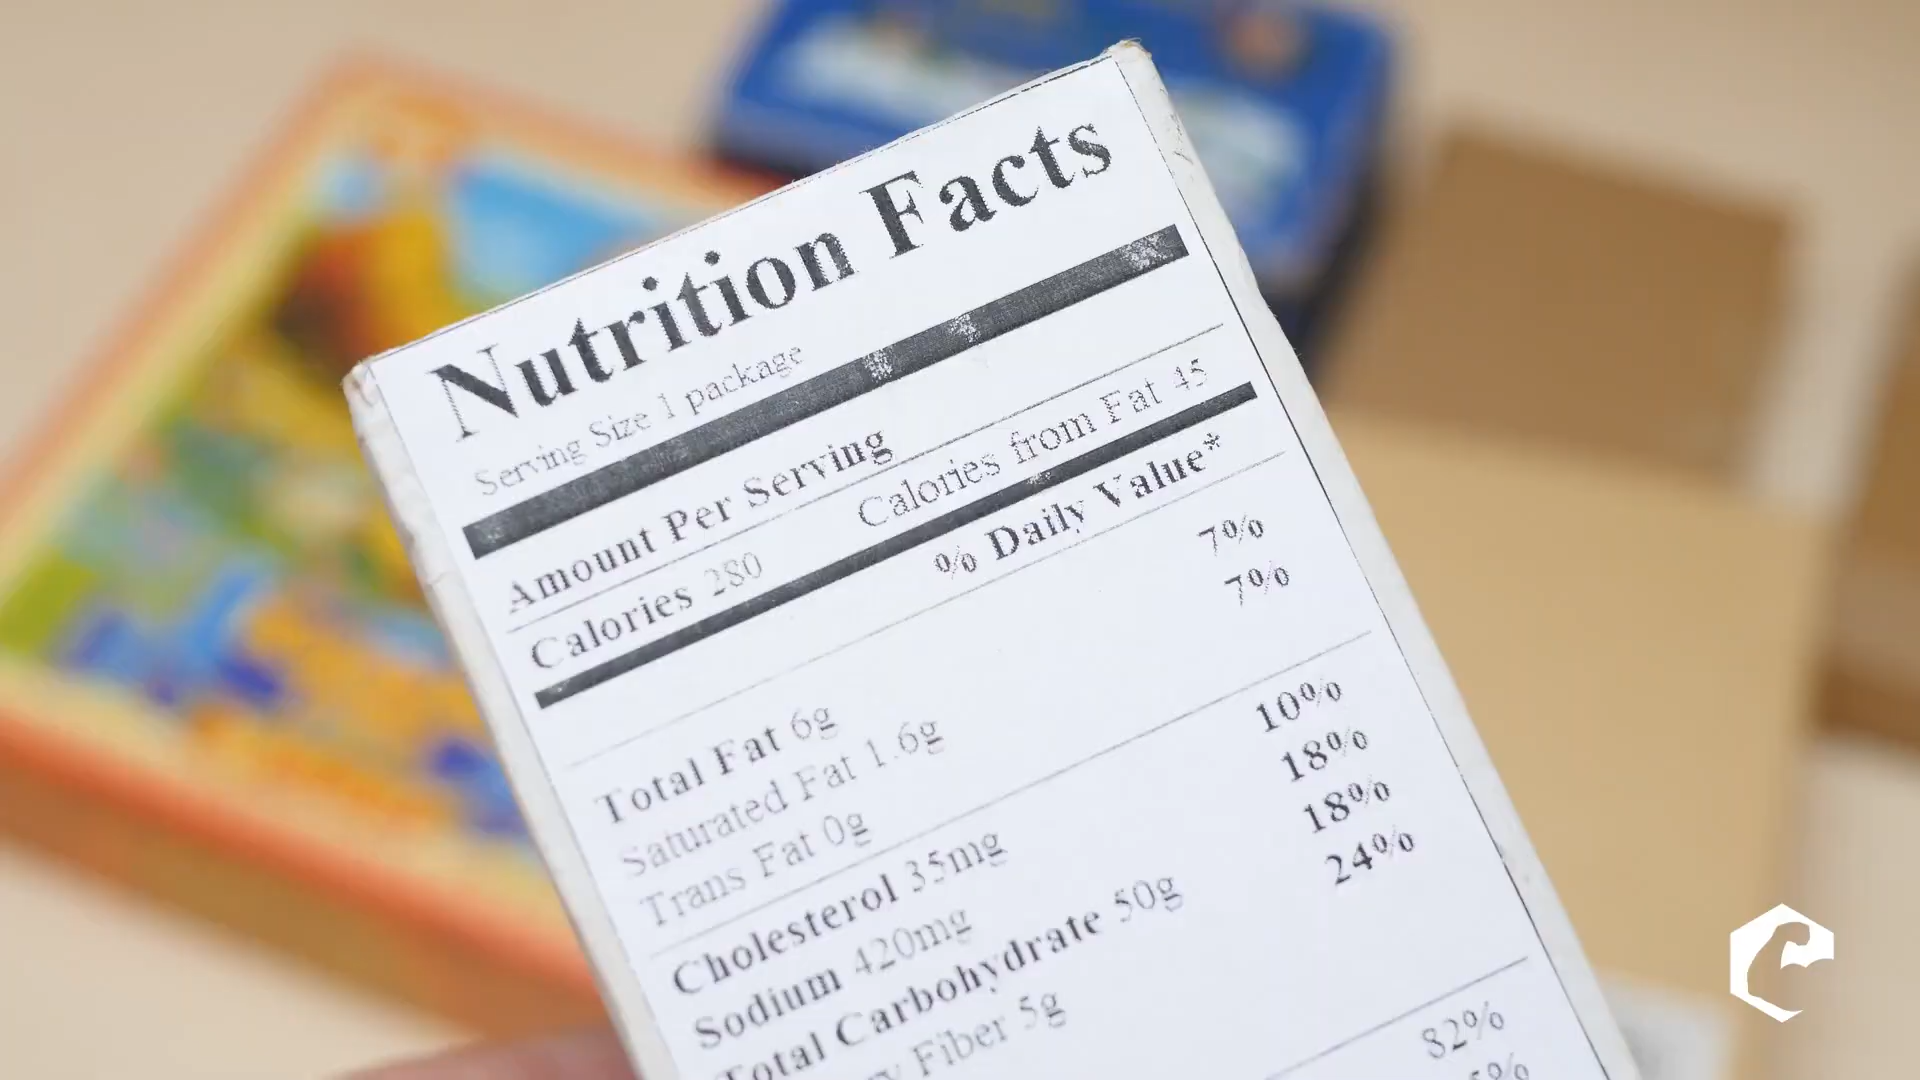 Nutrition Facts
Serving Size 1 package
Amount Per Serving
Calories 280 Calories from Fat 45
% Daily Value*
Total Fat 6g 7%
Saturated Fat 1.6g 7%
Trans Fat 0g
Cholesterol 35mg 10%
Sodium 420mg 18%
Total Carbohydrate 50g 18%
Fiber 5g 24%
82%